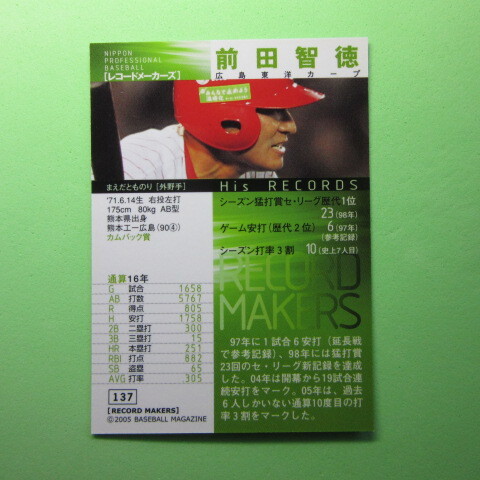 NIPPON
PROFESSIONAL
BASEBALL
[レコードメーカーズ]
前田智徳
広島東洋カープ
まえだとものり [外野手]
His RECORDS
'71.6.14生 右投左打
175cm 80kg AB型
熊本県出身
熊本工ー広島(90④)
カムバック賞
シーズン猛打賞セ・リーグ歴代1位
23(98年)
ゲーム安打(歴代2位) 6(97年)
(参考記録)
シーズン打率3割 10(史上7人目)
RECORD
MAKERS
通算16年
G 試合 1658
AB 打数 5767
R 得点 805
H 安打 1758
2B 二塁打 300
3B 三塁打 15
HR 本塁打 251
RBI 打点 882
SB 盗塁 65
AVG 打率 .305
97年に1試合6安打(延長戦
で参考記録)、98年には猛打賞
23回のセ・リーグ新記録を達成
した。04年は開幕から19試合連
続安打をマーク。05年は、過去
6人しかいない通算10度目の打
率3割をマークした。
137
[RECORD MAKERS]
©2005 BASEBALL MAGAZINE